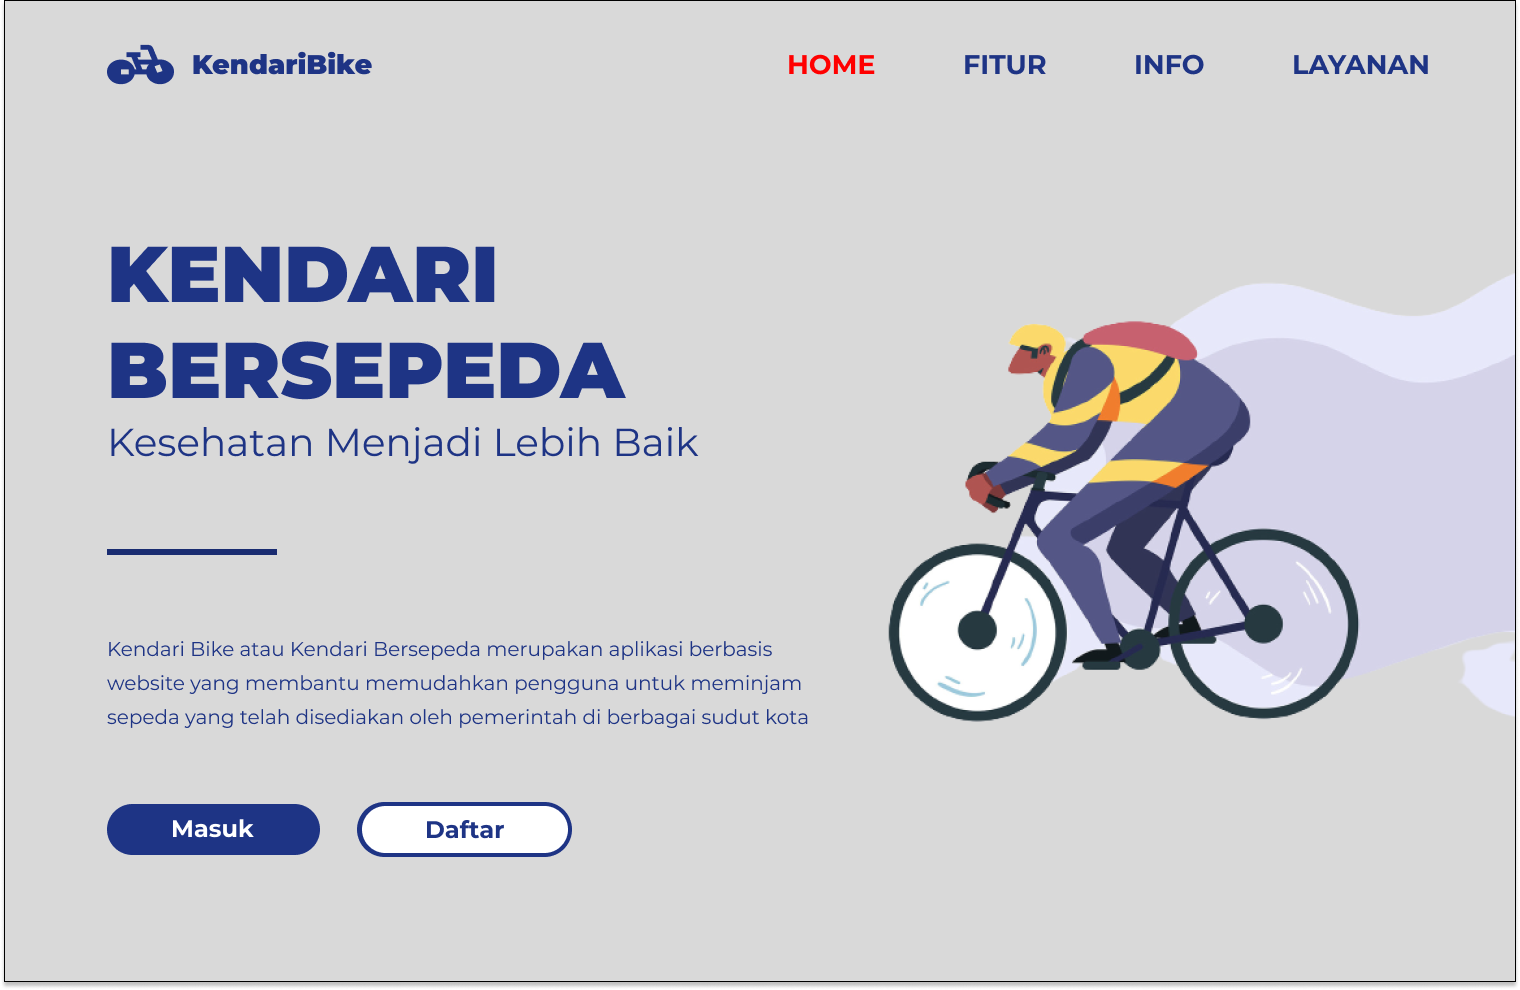 KendariBike
HOME
FITUR
INFO
LAYANAN
KENDARI
BERSEPEDA
Kesehatan Menjadi Lebih Baik
Kendari Bike atau Kendari Bersepeda merupakan aplikasi berbasis
website yang membantu memudahkan pengguna untuk meminjam
sepeda yang telah disediakan oleh pemerintah di berbagai sudut kota
Masuk
Daftar